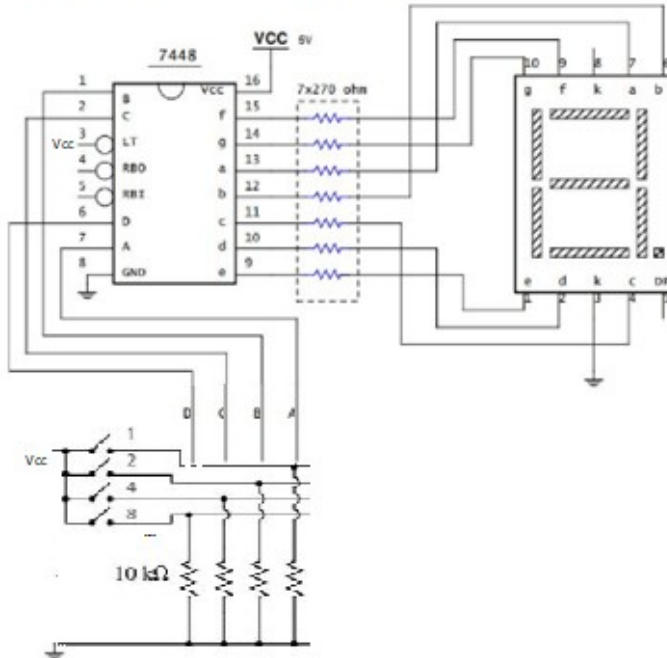 7448
VCC 5V
7x270 ohm
1 B VCC 16
2 C f 15
Vcc 3 LT g 14
4 RBO a 13
5 RBI b 12
6 D c 11
7 A d 10
8 GND e 9
10 9 8 7 6
g f k a b
e d k c DP
1 2 3 4
D C B A
1
Vcc 2
4
8
10 kΩ